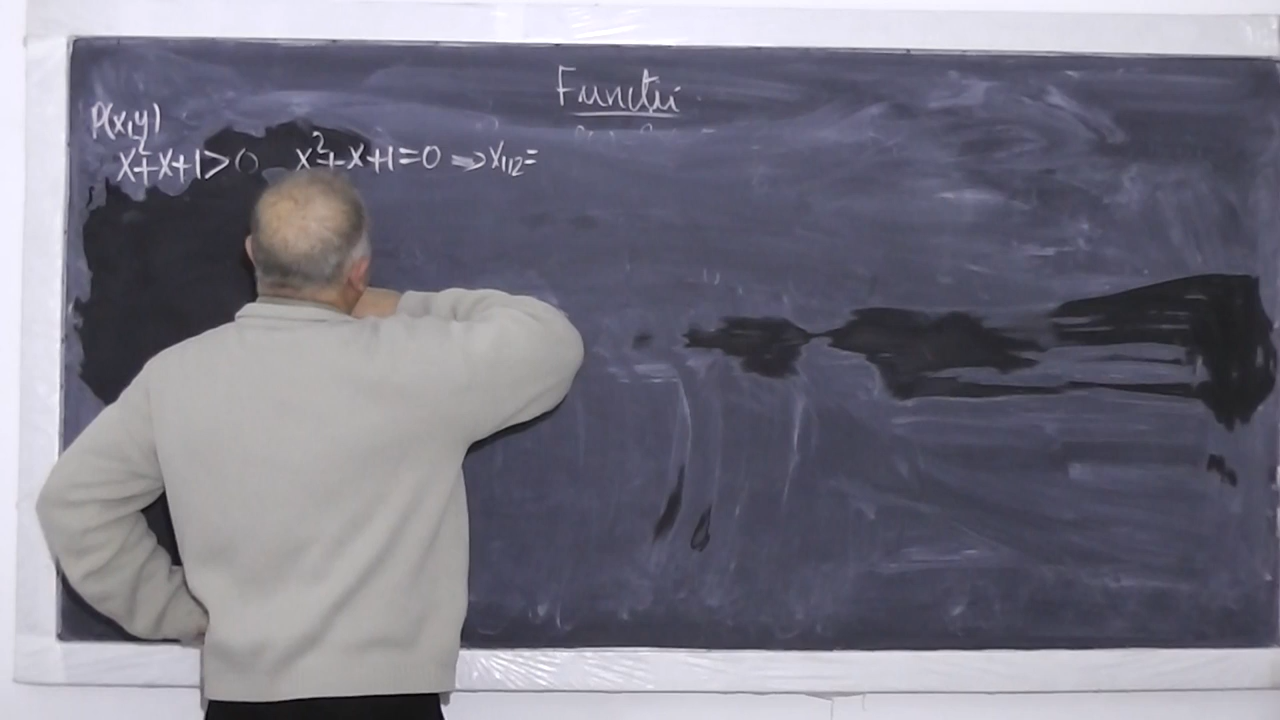 Functii
P(x,y)
x²+x+1>0 x²+x+1=0 ⇒ x₁,₂=